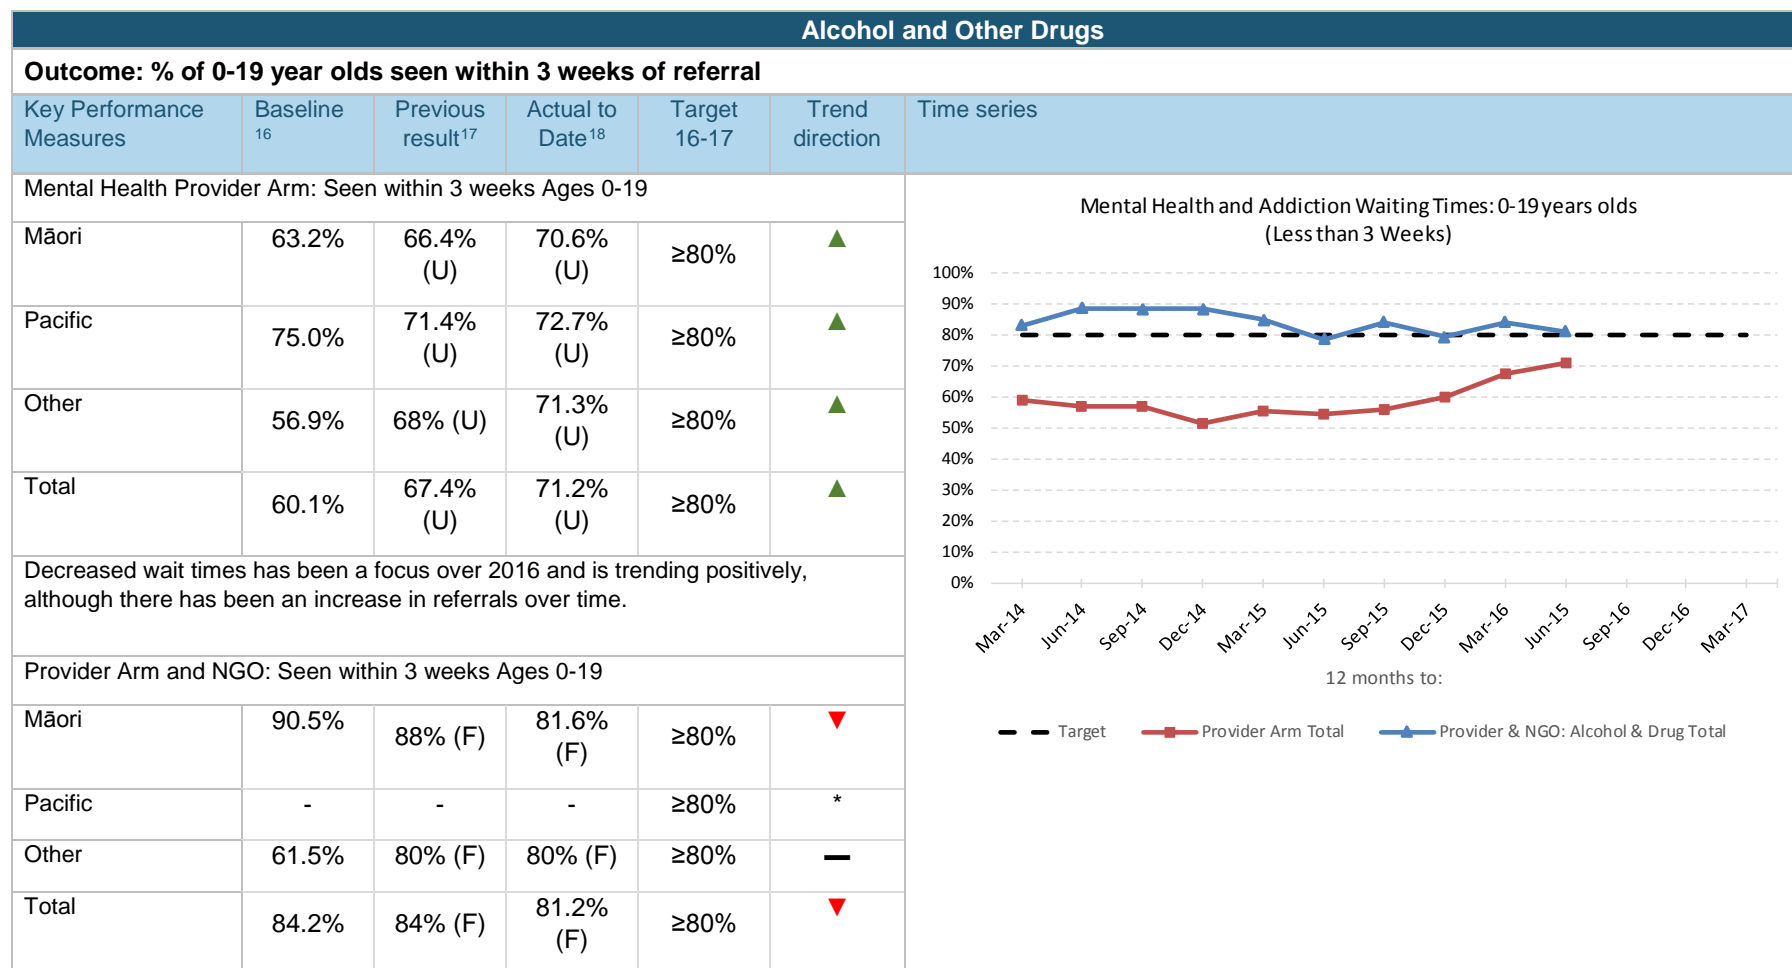 Alcohol and Other Drugs
Outcome: % of 0-19 year olds seen within 3 weeks of referral
Key Performance Measures
Baseline 16
Previous result17
Actual to Date18
Target 16-17
Trend direction
Time series
Mental Health Provider Arm: Seen within 3 weeks Ages 0-19
Māori 63.2% 66.4% (U) 70.6% (U) ≥80% ▲
Pacific 75.0% 71.4% (U) 72.7% (U) ≥80% ▲
Other 56.9% 68% (U) 71.3% (U) ≥80% ▲
Total 60.1% 67.4% (U) 71.2% (U) ≥80% ▲
Decreased wait times has been a focus over 2016 and is trending positively,
although there has been an increase in referrals over time.
Provider Arm and NGO: Seen within 3 weeks Ages 0-19
Māori 90.5% 88% (F) 81.6% (F) ≥80% ▼
Pacific - - - ≥80% *
Other 61.5% 80% (F) 80% (F) ≥80% —
Total 84.2% 84% (F) 81.2% (F) ≥80% ▼
Mental Health and Addiction Waiting Times: 0-19 years olds
(Less than 3 Weeks)
100%
90%
80%
70%
60%
50%
40%
30%
20%
10%
0%
Mar-14 Jun-14 Sep-14 Dec-14 Mar-15 Jun-15 Sep-15 Dec-15 Mar-16 Jun-15 Sep-16 Dec-16 Mar-17
12 months to:
Target Provider Arm Total Provider & NGO: Alcohol & Drug Total